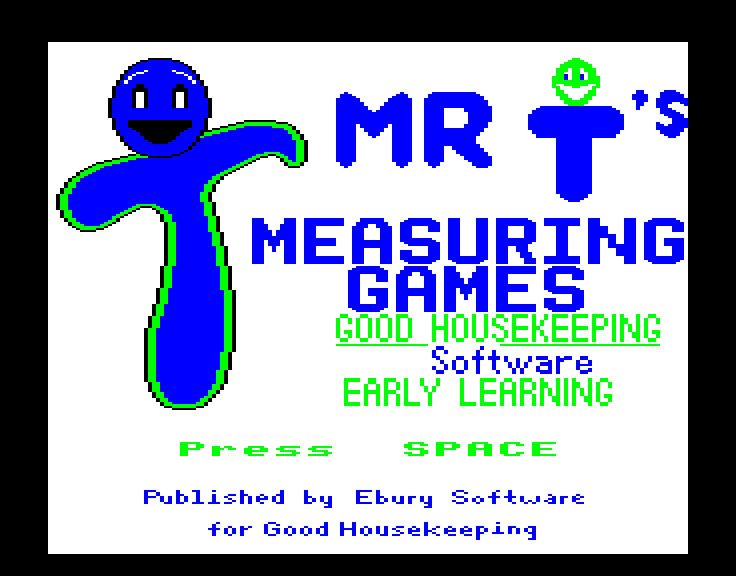 MR T'S
MEASURING
GAMES
GOOD HOUSEKEEPING
Software
EARLY LEARNING
Press SPACE
Published by Ebury Software
for Good Housekeeping